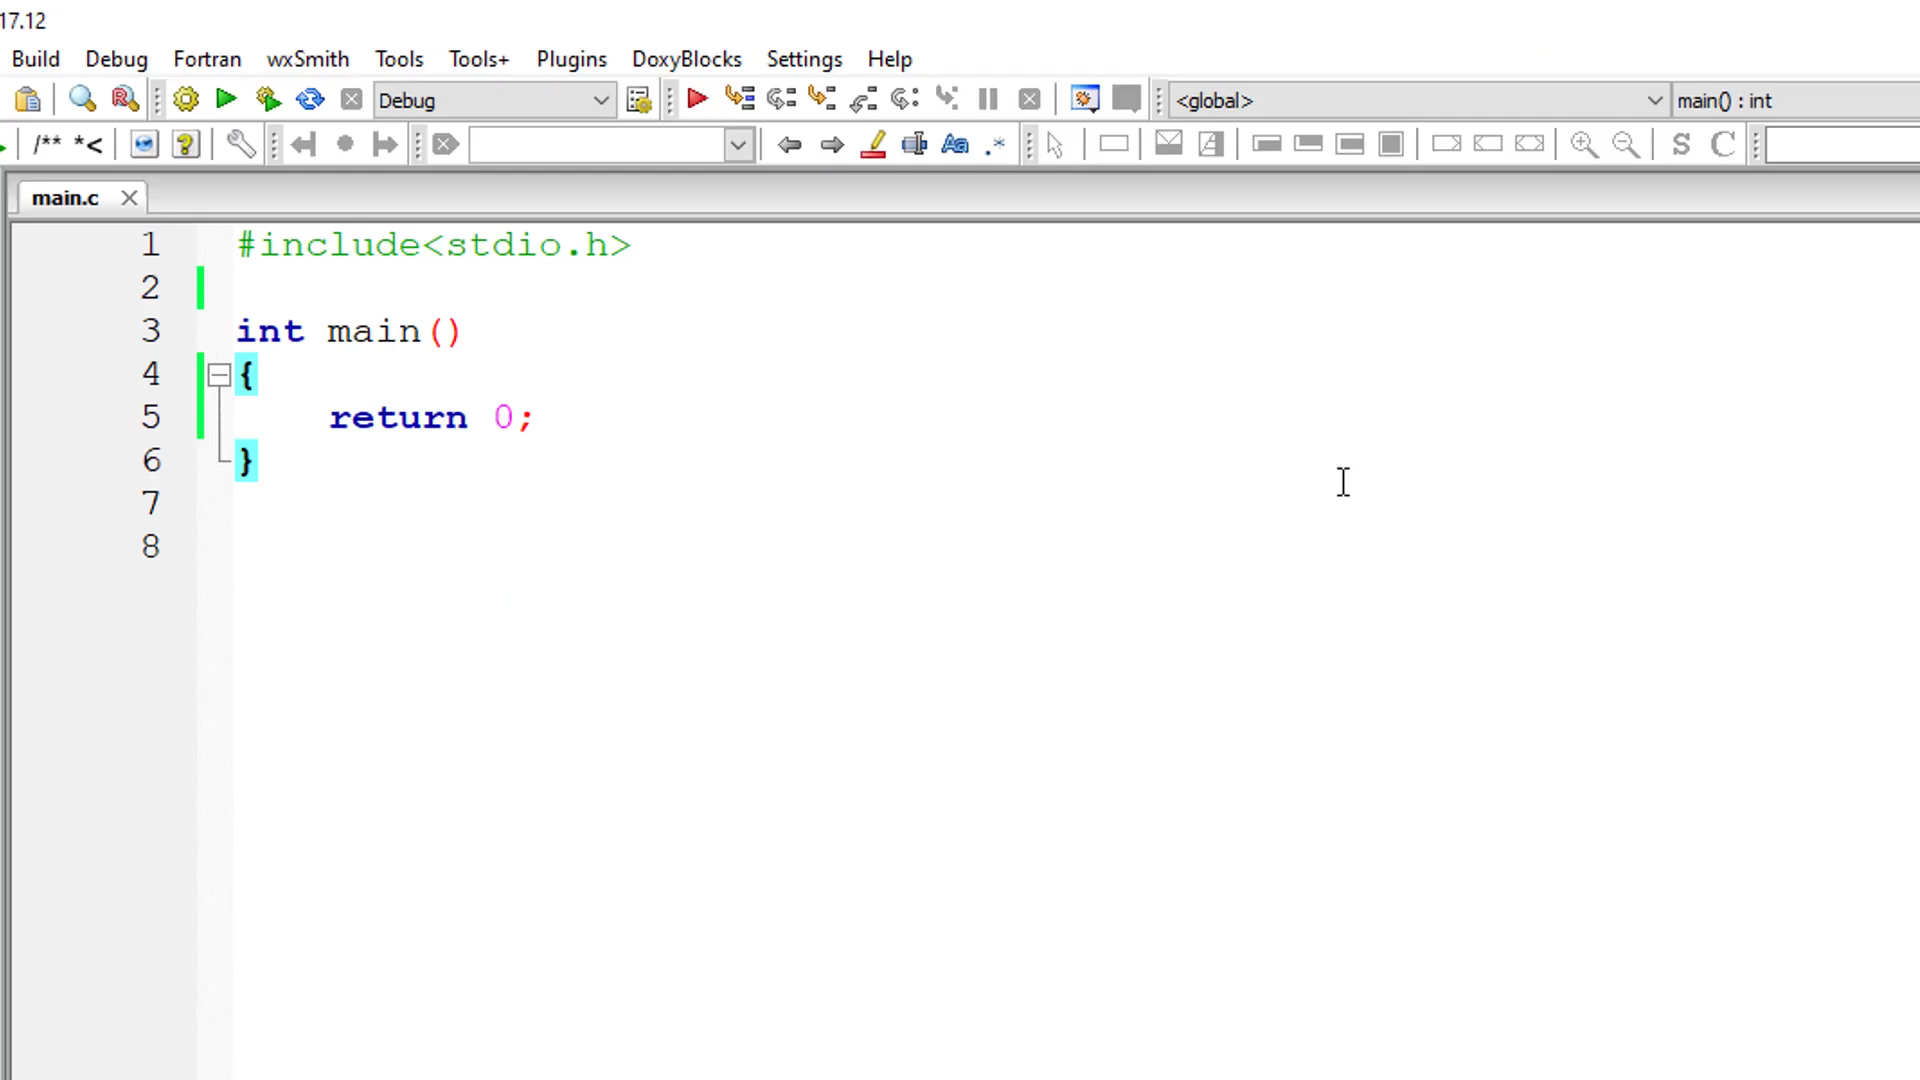 17.12
Build Debug Fortran wxSmith Tools Tools+ Plugins DoxyBlocks Settings Help
Debug <global> main() : int
/** *< Aa .* S C
main.c
1 #include<stdio.h>
2
3 int main()
4 {
5 return 0;
6 }
7
8